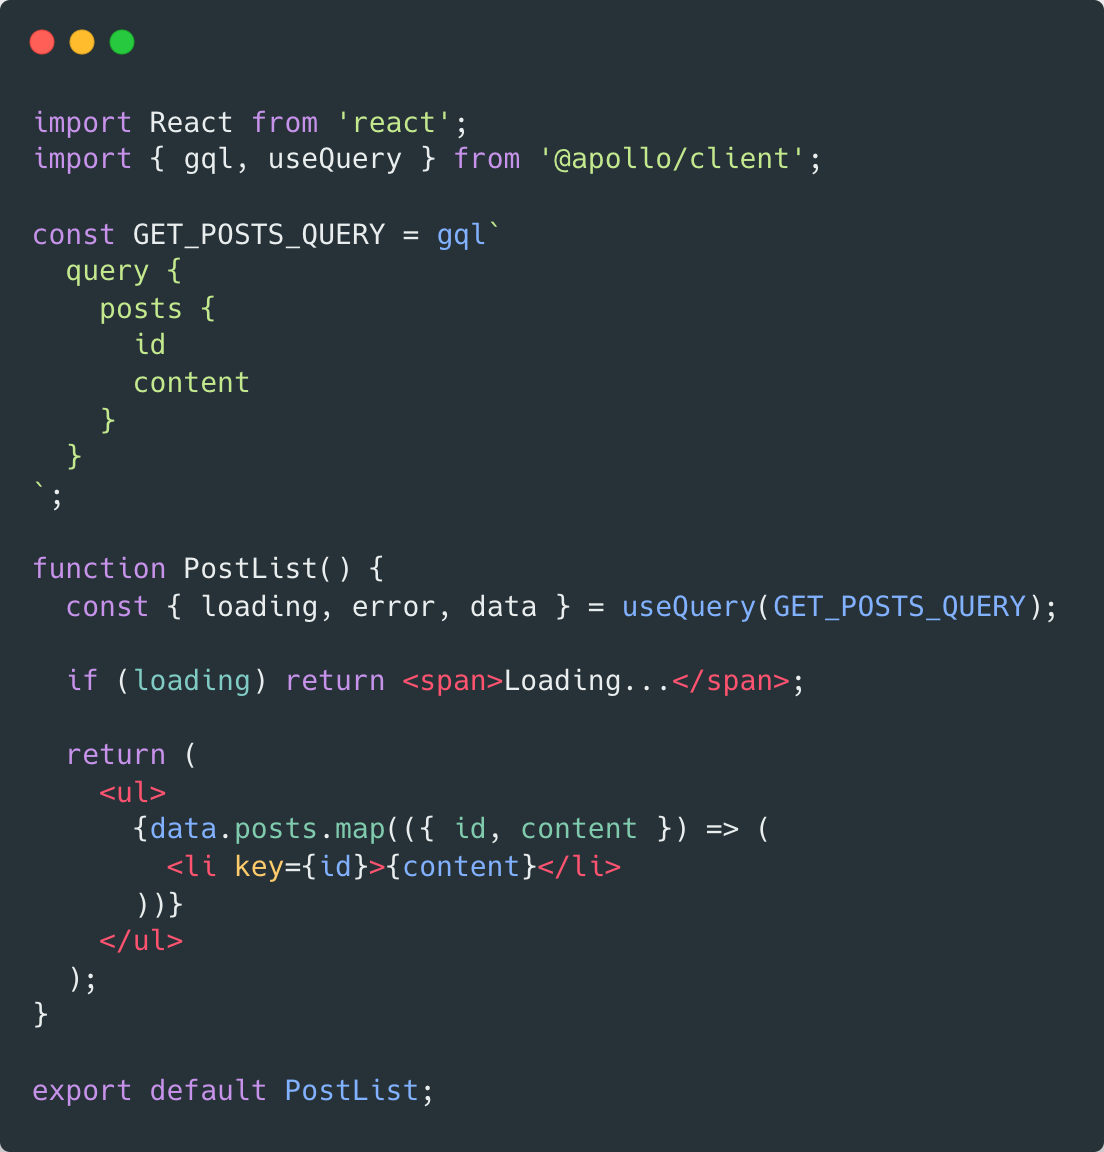 import React from 'react';
import { gql, useQuery } from '@apollo/client';

const GET_POSTS_QUERY = gql`
  query {
    posts {
      id
      content
    }
  }
`;

function PostList() {
  const { loading, error, data } = useQuery(GET_POSTS_QUERY);

  if (loading) return <span>Loading...</span>;

  return (
    <ul>
      {data.posts.map(({ id, content }) => (
        <li key={id}>{content}</li>
      ))}
    </ul>
  );
}

export default PostList;